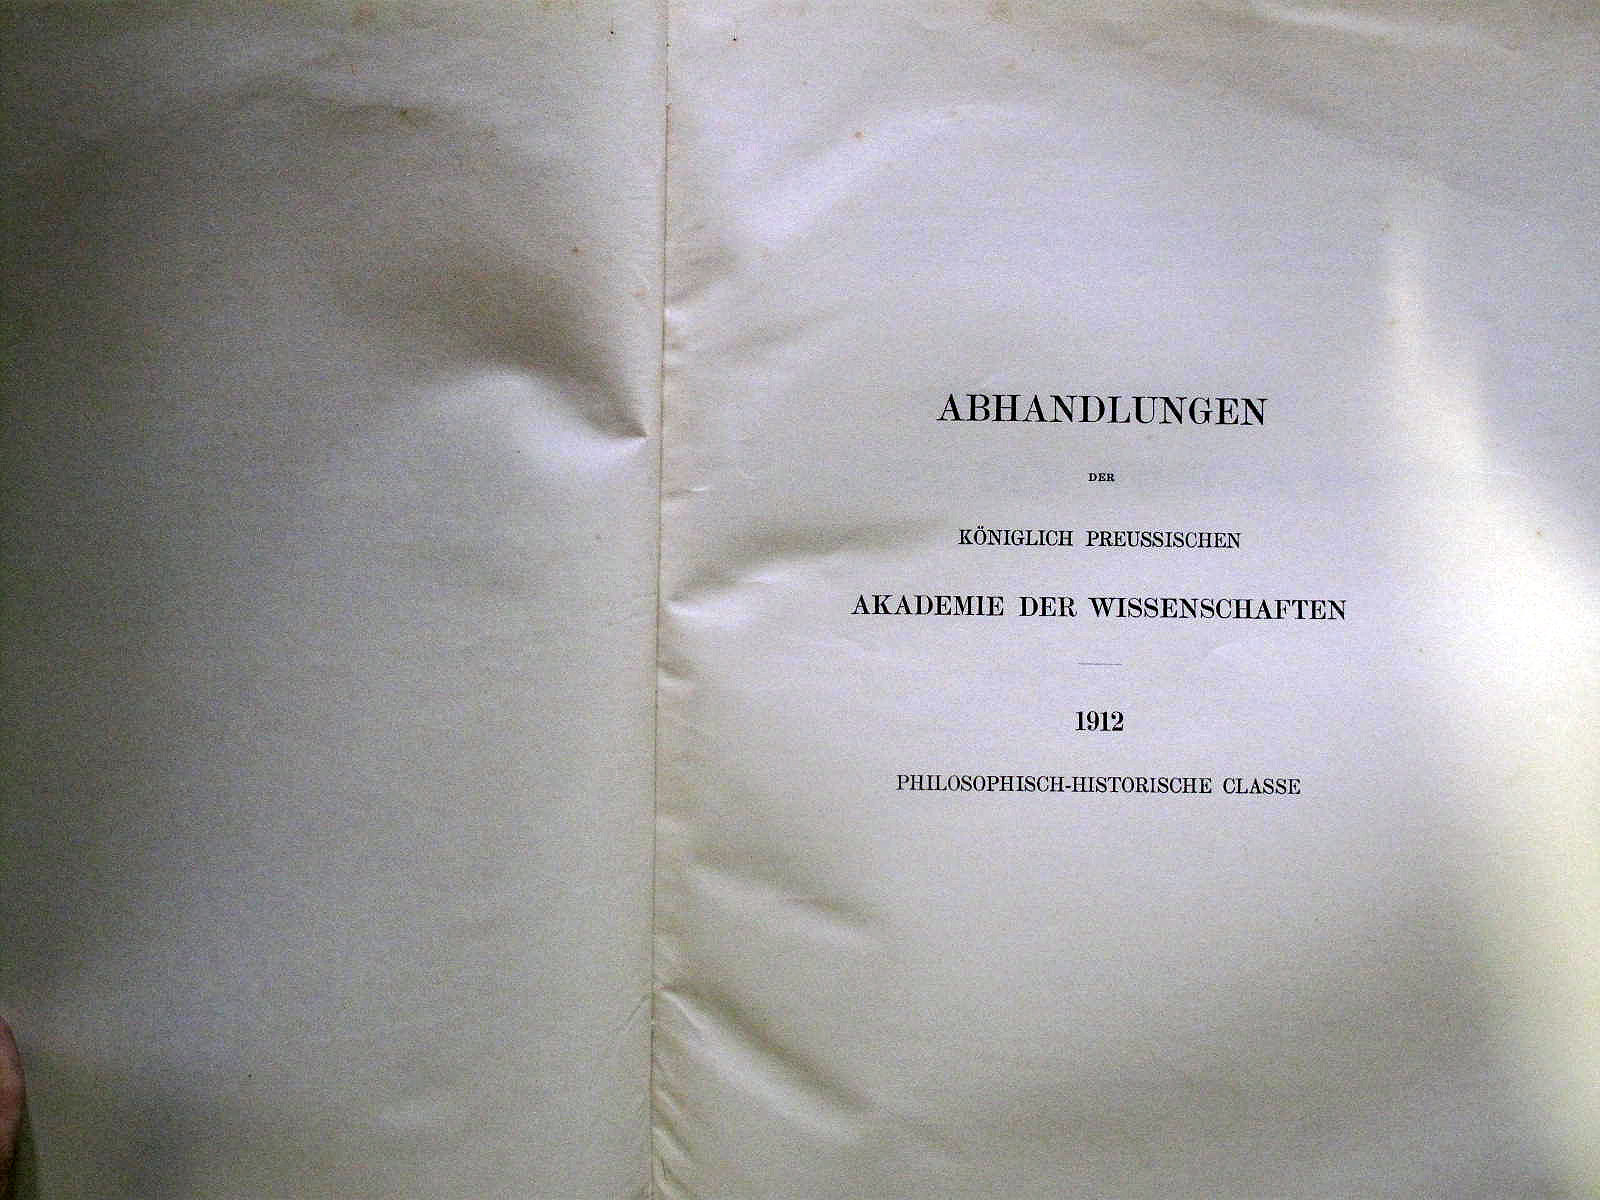 ABHANDLUNGEN
DER
KÖNIGLICH PREUSSISCHEN
AKADEMIE DER WISSENSCHAFTEN
1912
PHILOSOPHISCH-HISTORISCHE CLASSE